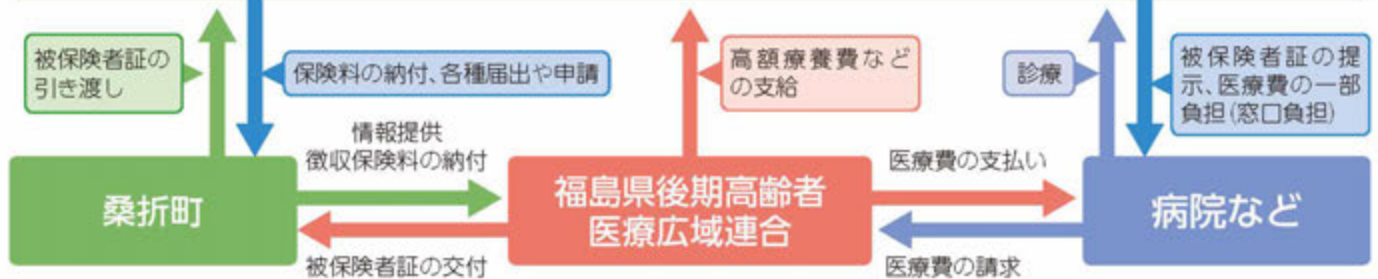 被保険者証の
引き渡し
保険料の納付、各種届出や申請
高額療養費など
の支給
診療
被保険者証の提
示、医療費の一部
負担(窓口負担)
情報提供
徴収保険料の納付
医療費の支払い
桑折町
福島県後期高齢者
医療広域連合
病院など
被保険者証の交付
医療費の請求